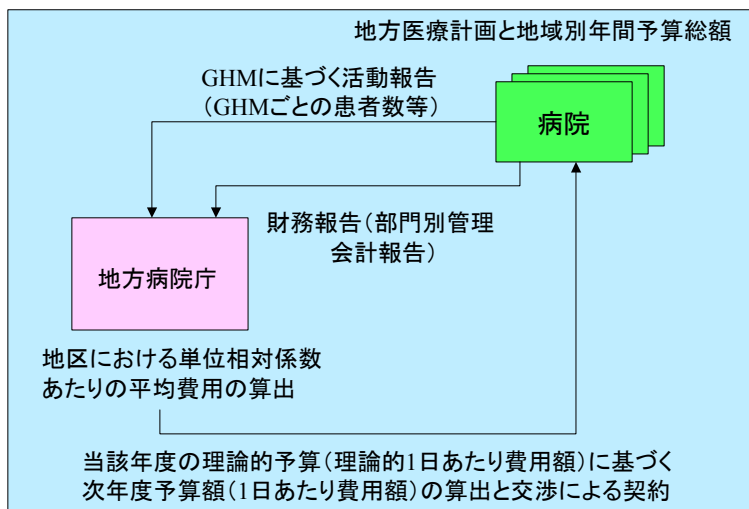 地方医療計画と地域別年間予算総額
GHMに基づく活動報告
（GHMごとの患者数等）
病院
財務報告（部門別管理
会計報告）
地方病院庁
地区における単位相対係数
あたりの平均費用の算出
当該年度の理論的予算（理論的1日あたり費用額）に基づく
次年度予算額（1日あたり費用額）の算出と交渉による契約